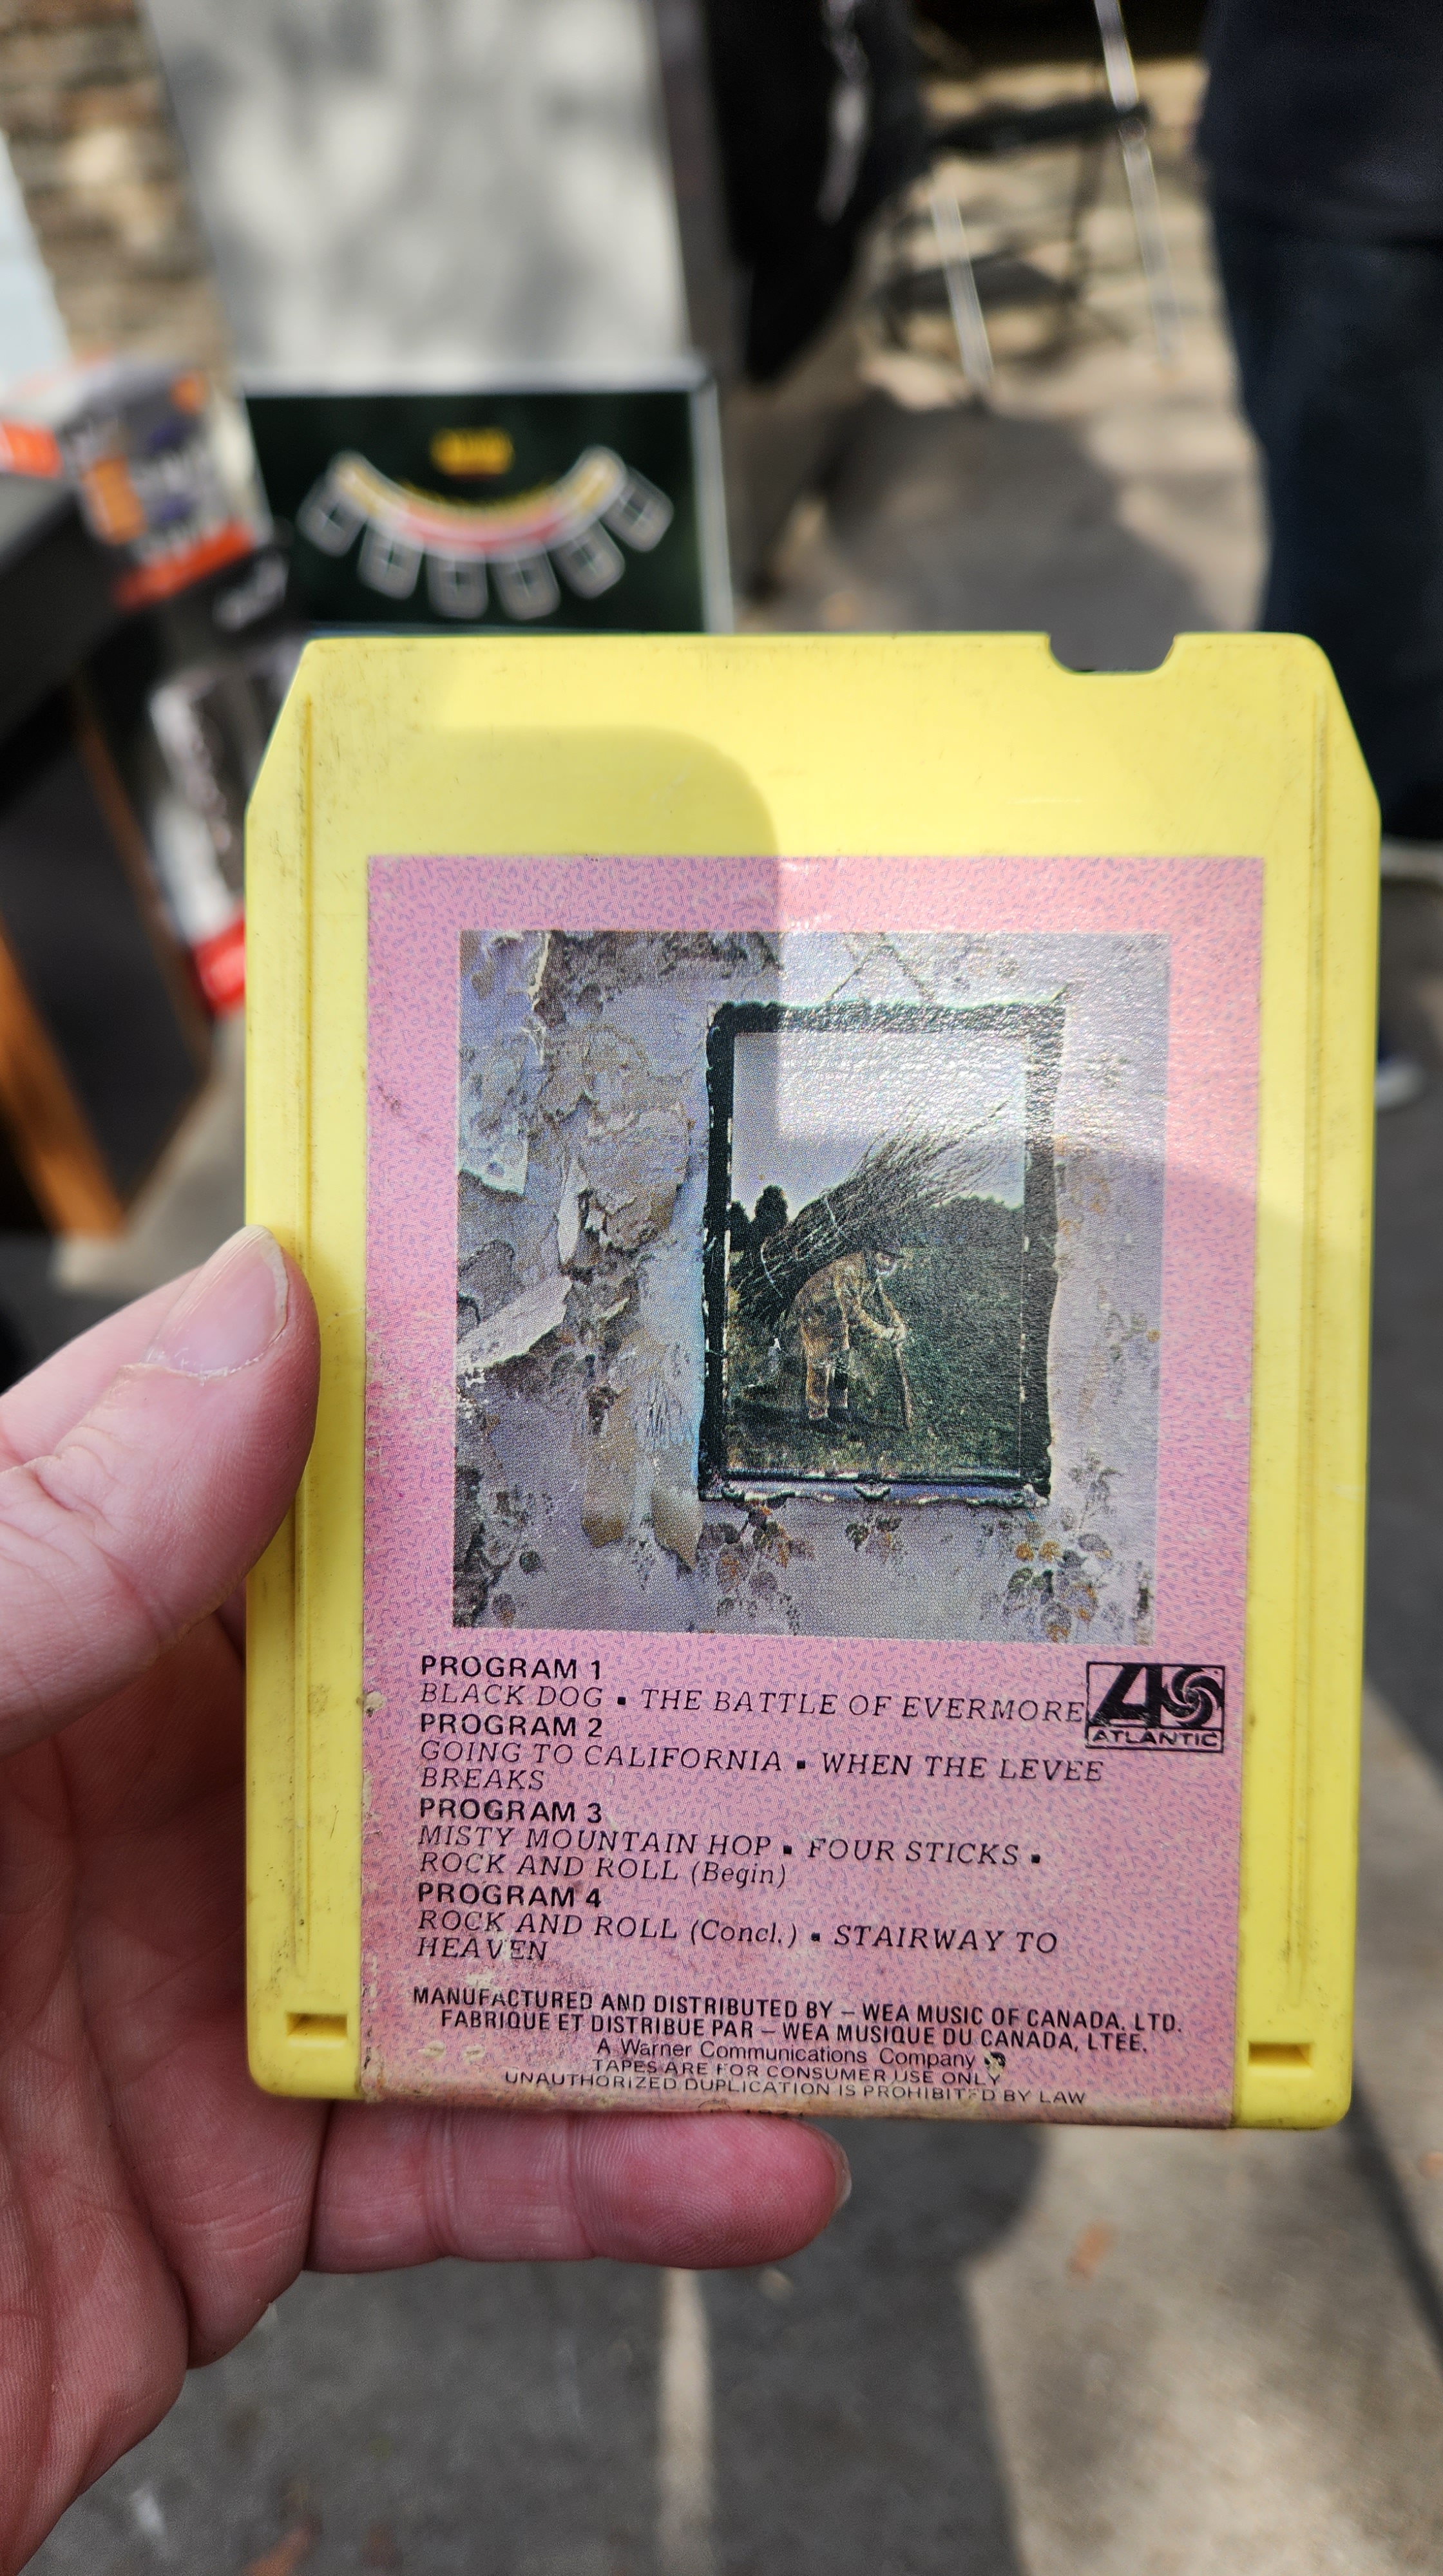 PROGRAM 1
BLACK DOG ▪ THE BATTLE OF EVERMORE
ATLANTIC
PROGRAM 2
GOING TO CALIFORNIA ▪ WHEN THE LEVEE
BREAKS
PROGRAM 3
MISTY MOUNTAIN HOP ▪ FOUR STICKS ▪
ROCK AND ROLL (Begin)
PROGRAM 4
ROCK AND ROLL (Concl.) ▪ STAIRWAY TO
HEAVEN
MANUFACTURED AND DISTRIBUTED BY — WEA MUSIC OF CANADA, LTD.
FABRIQUE ET DISTRIBUE PAR — WEA MUSIQUE DU CANADA, LTEE.
A Warner Communications Company
TAPES ARE FOR CONSUMER USE ONLY
UNAUTHORIZED DUPLICATION IS PROHIBITED BY LAW